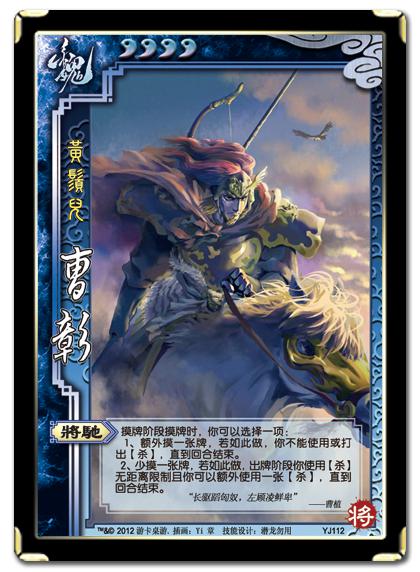 魏
黃鬚兒
曹彰
將馳
摸牌阶段摸牌时，你可以选择一项：
1、额外摸一张牌，若如此做，你不能使用或打
出【杀】，直到回合结束。
2、少摸一张牌，若如此做，出牌阶段你使用【杀】
无距离限制且你可以额外使用一张【杀】，直到
回合结束。
“长驱蹈匈奴，左顾凌鲜卑”
——曹植
™&© 2012 游卡桌游. 插画：Yi 章 技能设计：潜龙勿用 YJ112
将